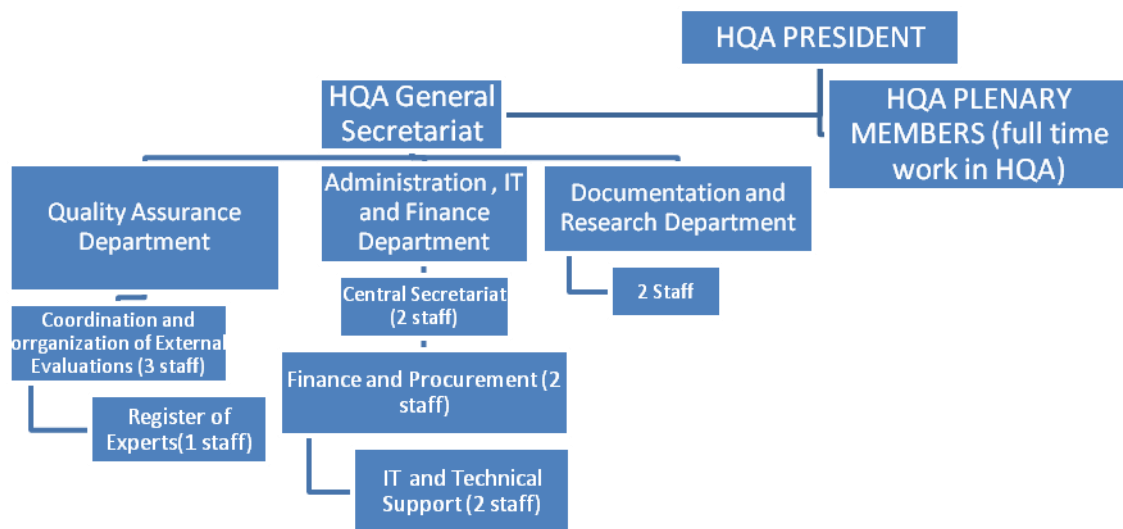 HQA PRESIDENT
HQA PLENARY
MEMBERS (full time
work in HQA)
HQA General
Secretariat
Quality Assurance
Department
Coordination and
orrganization of External
Evaluations (3 staff)
Register of
Experts(1 staff)
Administration , IT
and Finance
Department
Central Secretariat
(2 staff)
Finance and Procurement (2
staff)
IT and Technical
Support (2 staff)
Documentation and
Research Department
2 Staff